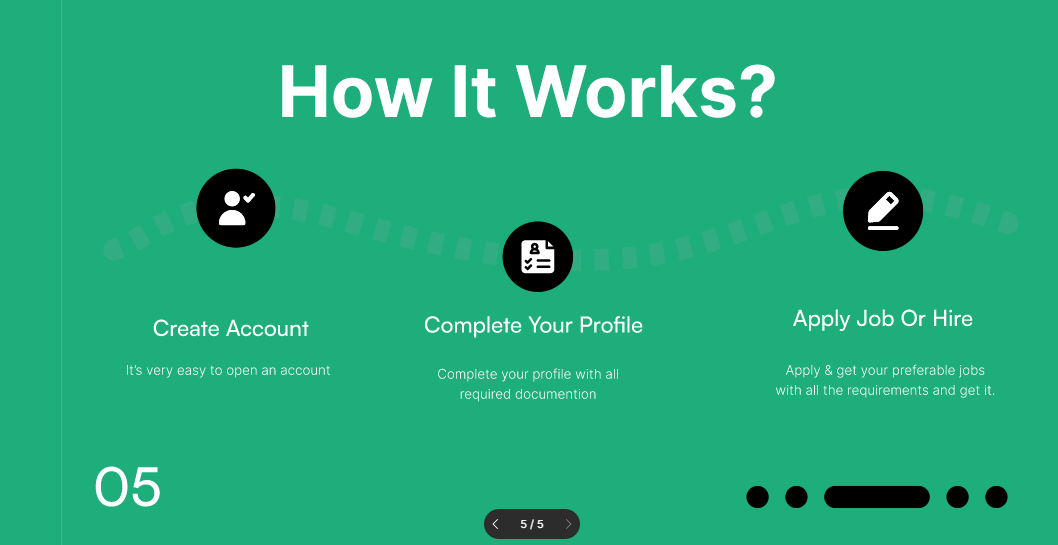 How It Works?
Create Account
It's very easy to open an account
Complete Your Profile
Complete your profile with all
required documention
Apply Job Or Hire
Apply & get your preferable jobs
with all the requirements and get it.
05
5 / 5